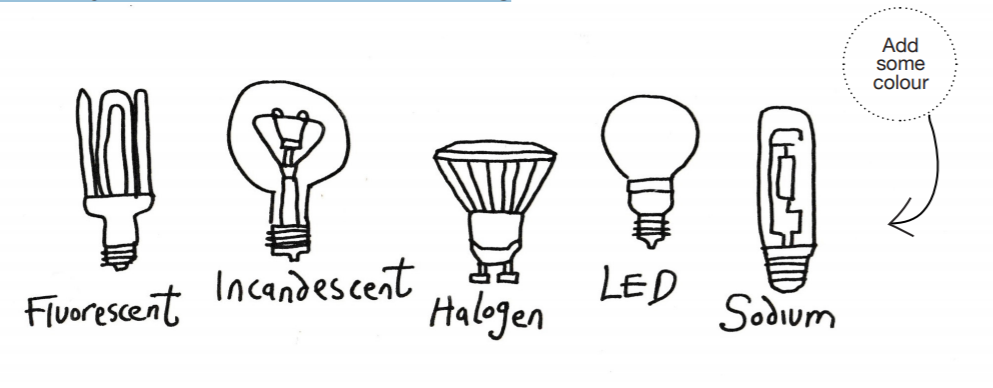 Add
some
colour
Fluorescent
Incandescent
Halogen
LED
Sodium